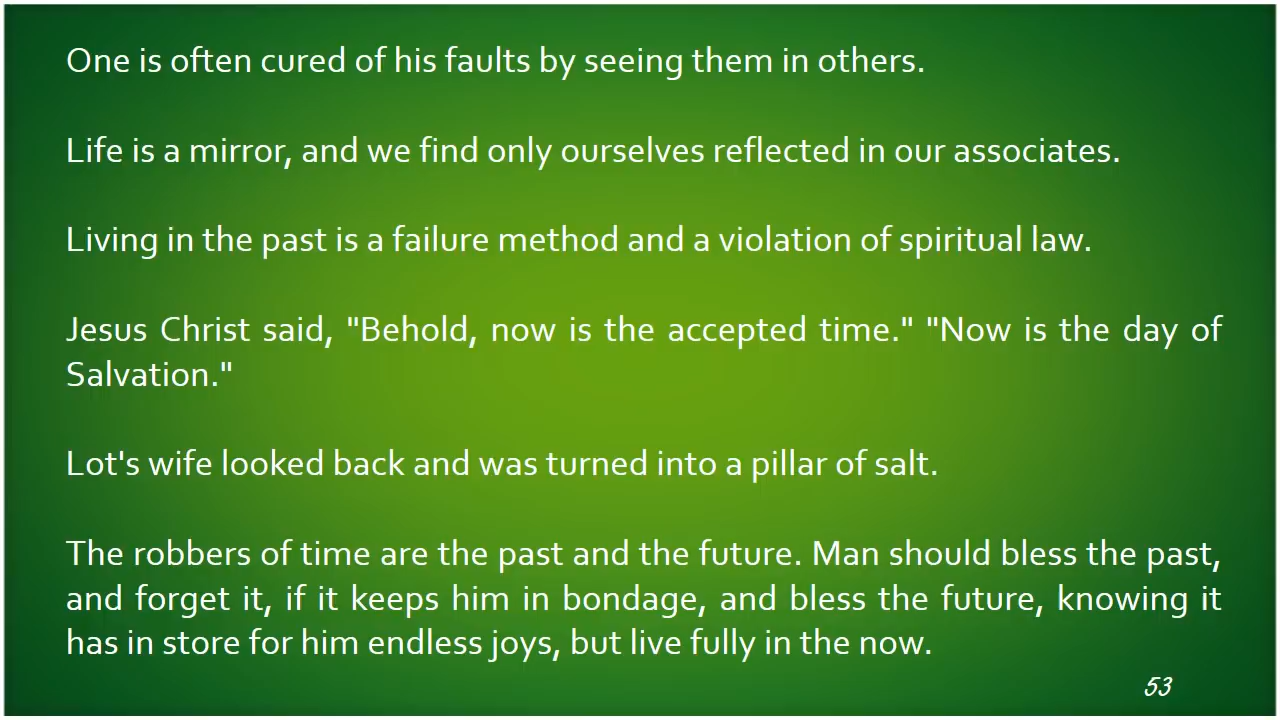 One is often cured of his faults by seeing them in others.
Life is a mirror, and we find only ourselves reflected in our associates.
Living in the past is a failure method and a violation of spiritual law.
Jesus Christ said, "Behold, now is the accepted time." "Now is the day of
Salvation."
Lot's wife looked back and was turned into a pillar of salt.
The robbers of time are the past and the future. Man should bless the past,
and forget it, if it keeps him in bondage, and bless the future, knowing it
has in store for him endless joys, but live fully in the now.
53